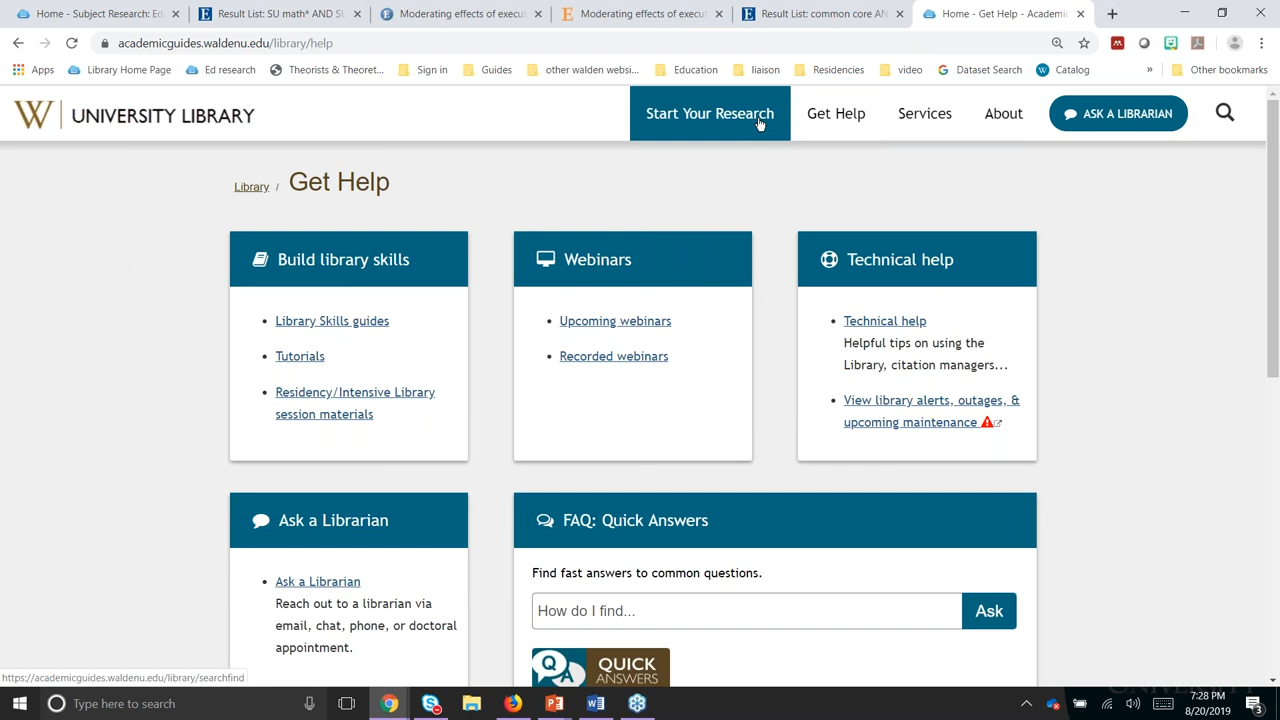 Home - Subject Research: Ed
Result List: SU math* AND SU
Moderating effects of execut
Moderating effects of execut
Result List: common core AN
Home - Get Help - Academic
academicguides.waldenu.edu/library/help
Apps
Library Home Page
Ed research
Theorists & Theoret...
Sign in
Guides
other walden websi...
Education
liaison
Residencies
video
Dataset Search
Catalog
»
Other bookmarks
W UNIVERSITY LIBRARY
Start Your Research
Get Help
Services
About
ASK A LIBRARIAN
Library / Get Help
Build library skills
Library Skills guides
Tutorials
Residency/Intensive Library
session materials
Webinars
Upcoming webinars
Recorded webinars
Technical help
Technical help
Helpful tips on using the
Library, citation managers...
View library alerts, outages, &
upcoming maintenance
Ask a Librarian
Ask a Librarian
Reach out to a librarian via
email, chat, phone, or doctoral
appointment.
FAQ: Quick Answers
Find fast answers to common questions.
How do I find...
Ask
Q A QUICK
ANSWERS
https://academicguides.waldenu.edu/library/searchfind
Type here to search
7:28 PM
8/20/2019
3